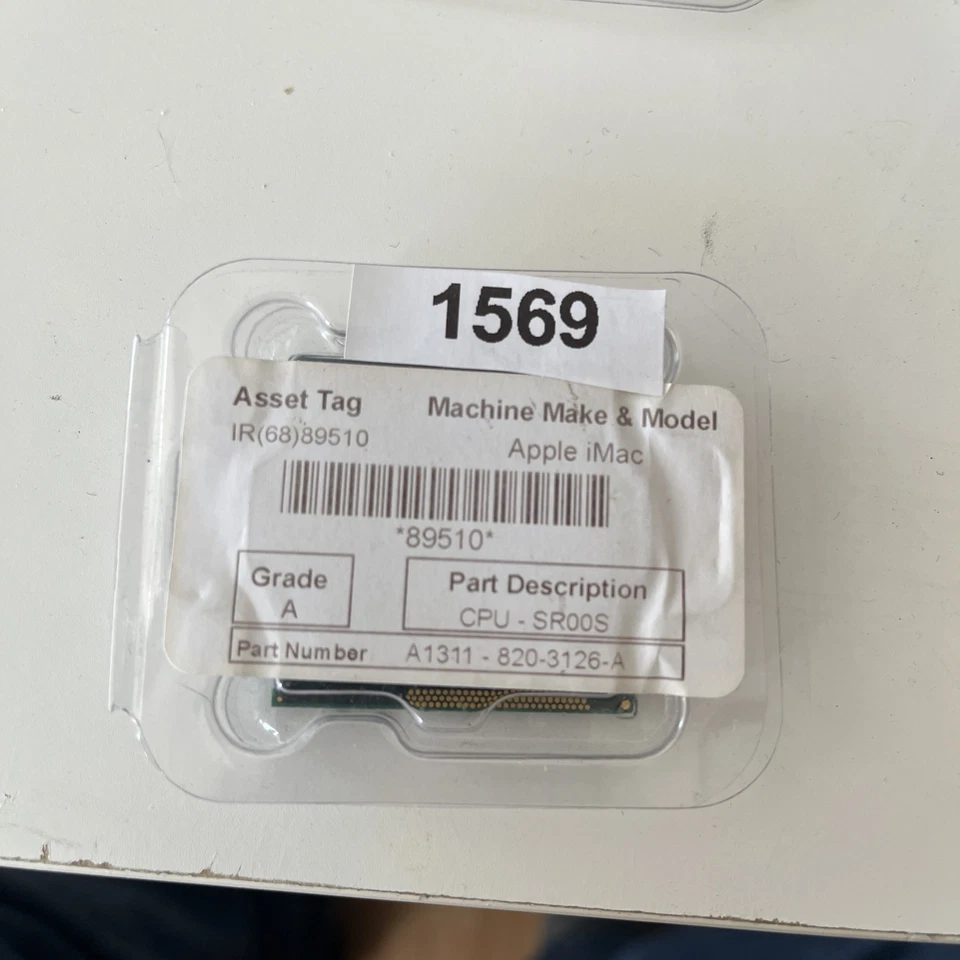 1569
Asset Tag
IR(68)89510
Machine Make & Model
Apple iMac
*89510*
Grade
A
Part Description
CPU - SR00S
Part Number A1311 - 820-3126-A